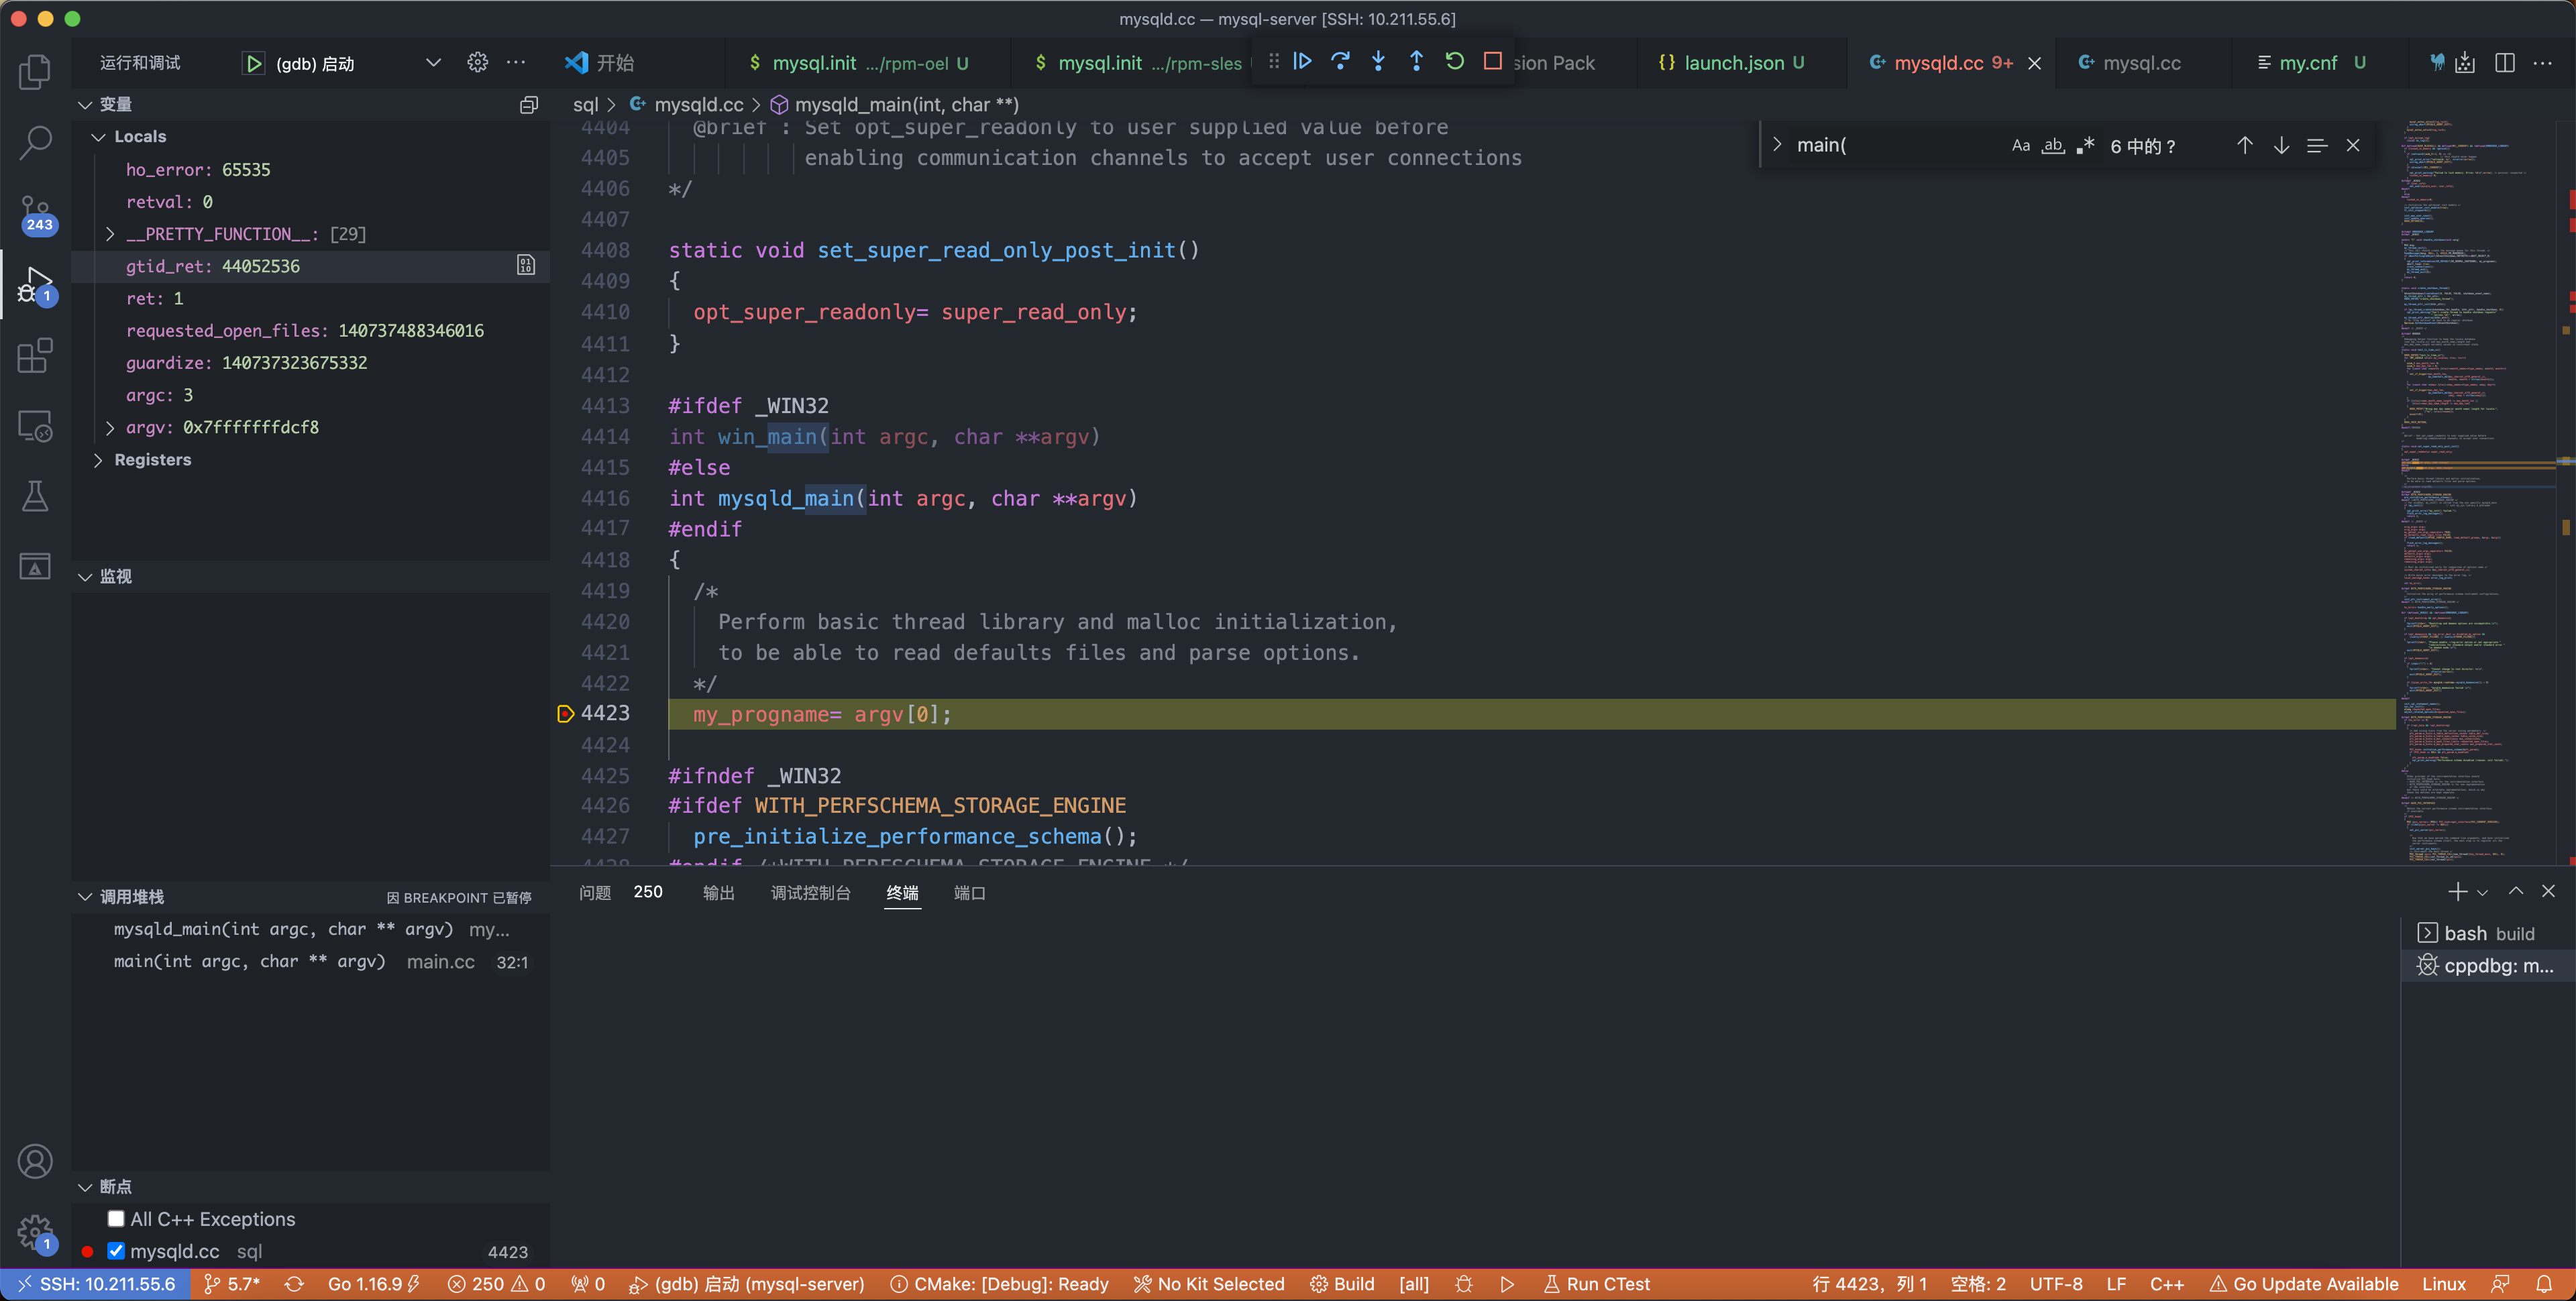 mysqld.cc — mysql-server [SSH: 10.211.55.6]
运行和调试
(gdb) 启动
开始
$ mysql.init .../rpm-oel U
$ mysql.init .../rpm-sles
sion Pack
{} launch.json U
mysqld.cc 9+
mysql.cc
my.cnf U
变量
sql > mysqld.cc > mysqld_main(int, char **)
Locals
ho_error: 65535
retval: 0
__PRETTY_FUNCTION__: [29]
gtid_ret: 44052536
ret: 1
requested_open_files: 140737488346016
guardize: 140737323675332
argc: 3
argv: 0x7fffffffdcf8
Registers
243
1
main(
Aa ab 6 中的 ?
4404 @brief : Set opt_super_readonly to user supplied value before
4405 enabling communication channels to accept user connections
4406 */
4407
4408 static void set_super_read_only_post_init()
4409 {
4410 opt_super_readonly= super_read_only;
4411 }
4412
4413 #ifdef _WIN32
4414 int win_main(int argc, char **argv)
4415 #else
4416 int mysqld_main(int argc, char **argv)
4417 #endif
4418 {
4419 /*
4420 Perform basic thread library and malloc initialization,
4421 to be able to read defaults files and parse options.
4422 */
4423 my_progname= argv[0];
4424
4425 #ifndef _WIN32
4426 #ifdef WITH_PERFSCHEMA_STORAGE_ENGINE
4427 pre_initialize_performance_schema();
4428 #endif /*WITH_PERFSCHEMA_STORAGE_ENGINE */
监视
调用堆栈
因 BREAKPOINT 已暂停
mysqld_main(int argc, char ** argv) my...
main(int argc, char ** argv) main.cc 32:1
问题 250 输出 调试控制台 终端 端口
bash build
cppdbg: m...
断点
All C++ Exceptions
mysqld.cc sql 4423
1
SSH: 10.211.55.6 5.7* Go 1.16.9 250 0 0 (gdb) 启动 (mysql-server) CMake: [Debug]: Ready No Kit Selected Build [all] Run CTest 行 4423，列 1 空格: 2 UTF-8 LF C++ Go Update Available Linux